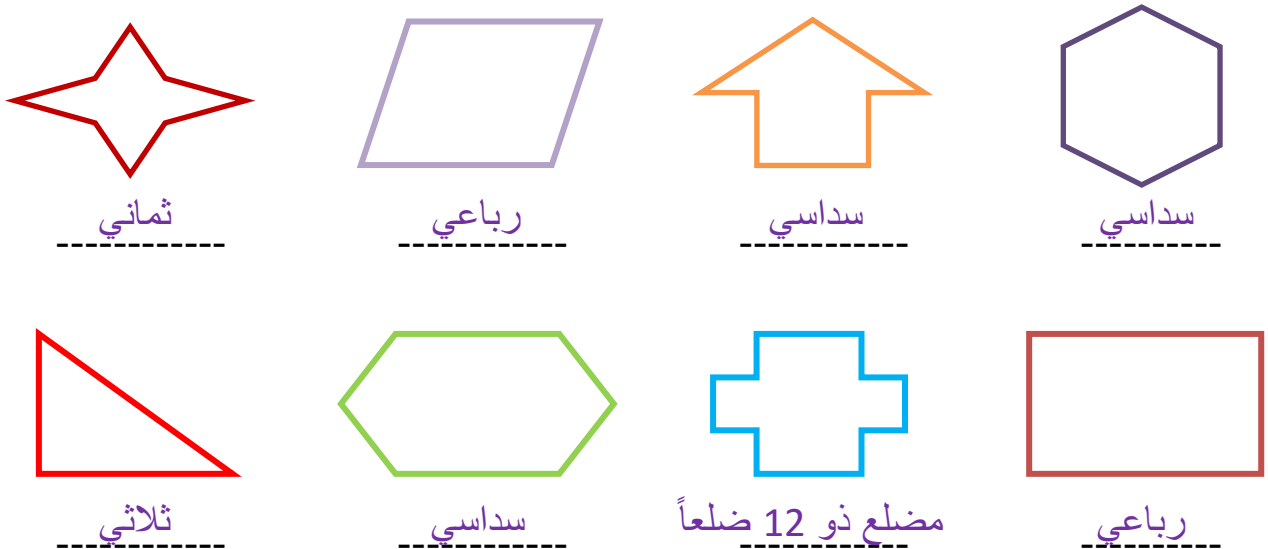 سداسي
سداسي
رباعي
ثماني
رباعي
مضلع ذو 12 ضلعاً
سداسي
ثلاثي